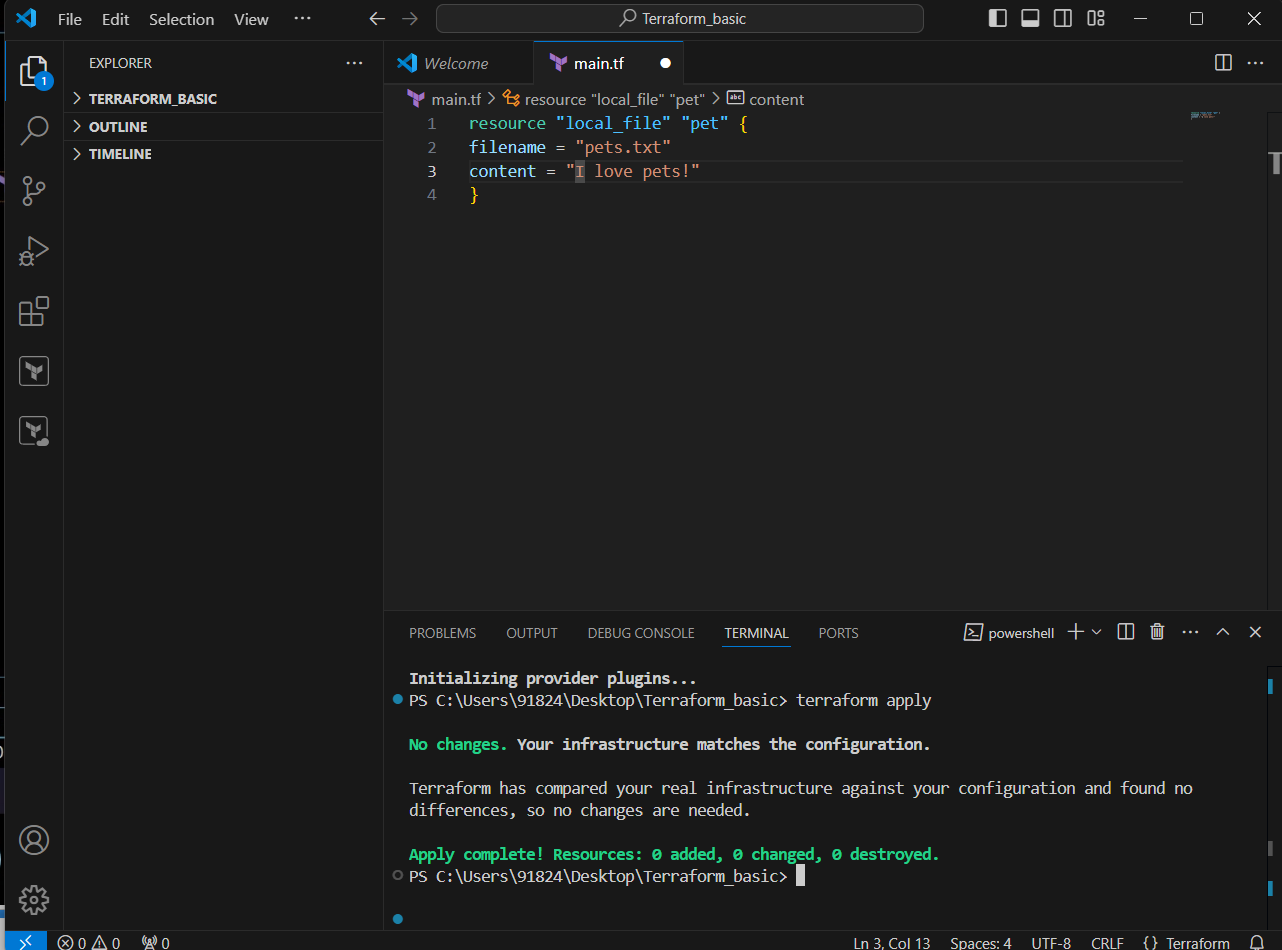 File Edit Selection View ··· Terraform_basic
EXPLORER ···
Welcome main.tf
TERRAFORM_BASIC
OUTLINE
TIMELINE
main.tf > resource "local_file" "pet" > content
1 resource "local_file" "pet" {
2 filename = "pets.txt"
3 content = "I love pets!"
4 }
1
PROBLEMS OUTPUT DEBUG CONSOLE TERMINAL PORTS powershell
Initializing provider plugins...
PS C:\Users\91824\Desktop\Terraform_basic> terraform apply
No changes. Your infrastructure matches the configuration.
Terraform has compared your real infrastructure against your configuration and found no
differences, so no changes are needed.
Apply complete! Resources: 0 added, 0 changed, 0 destroyed.
PS C:\Users\91824\Desktop\Terraform_basic>
0 0 0 Ln 3, Col 13 Spaces: 4 UTF-8 CRLF {} Terraform